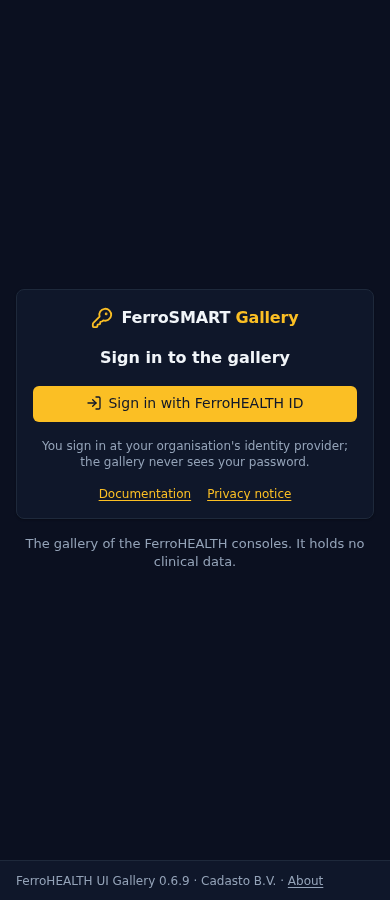 FerroSMART Gallery
Sign in to the gallery
Sign in with FerroHEALTH ID
You sign in at your organisation's identity provider;
the gallery never sees your password.
Documentation Privacy notice
The gallery of the FerroHEALTH consoles. It holds no
clinical data.
FerroHEALTH UI Gallery 0.6.9 · Cadasto B.V. · About